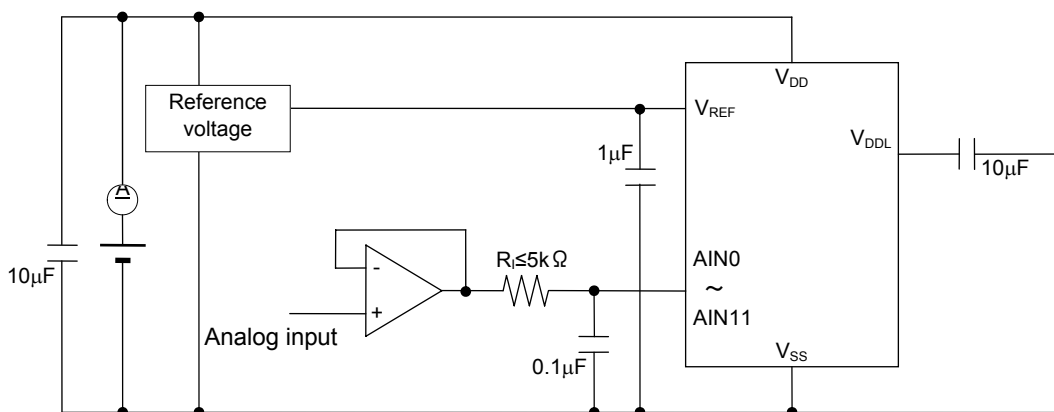 V_DD
Reference
voltage
V_REF
V_DDL
1μF
10μF
A
10μF
R_I≤5kΩ
-
+
AIN0
~
AIN11
Analog input
0.1μF
V_SS